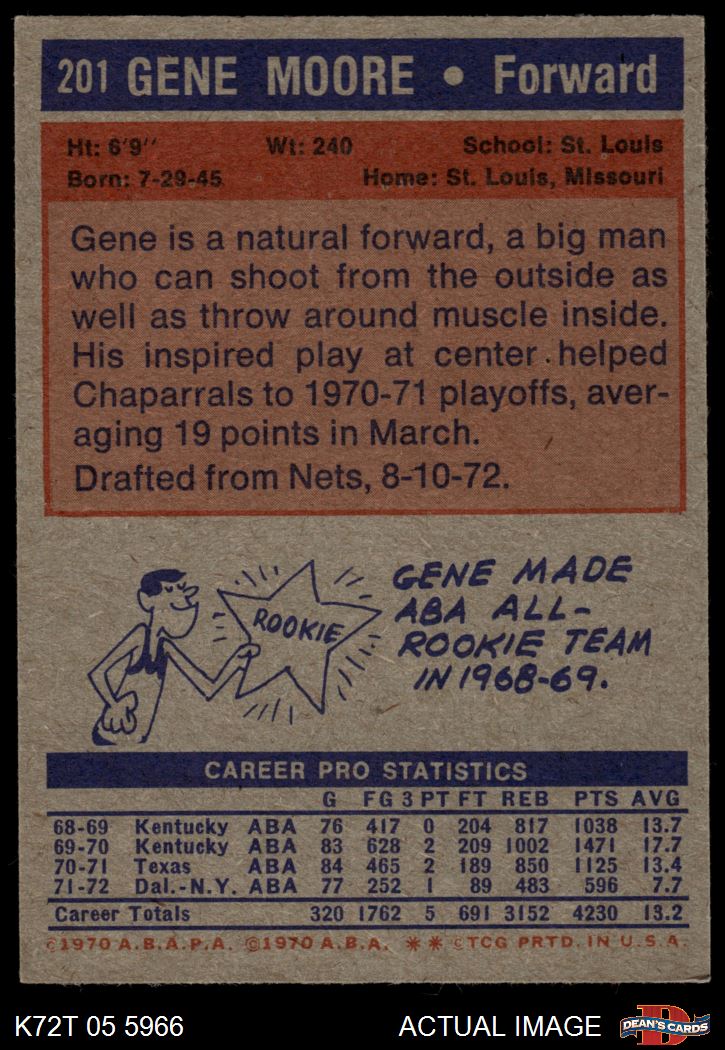 201 GENE MOORE • Forward
Ht: 6'9'' Wt: 240 School: St. Louis
Born: 7-29-45 Home: St. Louis, Missouri
Gene is a natural forward, a big man
who can shoot from the outside as
well as throw around muscle inside.
His inspired play at center helped
Chaparrals to 1970-71 playoffs, aver-
aging 19 points in March.
Drafted from Nets, 8-10-72.
ROOKIE
GENE MADE
ABA ALL-
ROOKIE TEAM
IN 1968-69.
CAREER PRO STATISTICS
G FG 3 PT FT REB PTS AVG
68-69 Kentucky ABA 76 417 0 204 817 1038 13.7
69-70 Kentucky ABA 83 628 2 209 1002 1471 17.7
70-71 Texas ABA 84 465 2 189 850 1125 13.4
71-72 Dal.-N.Y. ABA 77 252 1 89 483 596 7.7
Career Totals 320 1762 5 691 3152 4230 13.2
©1970 A.B.A.P.A. ©1970 A.B.A. ** ©TCG PRTD. IN U.S.A.
K72T 05 5966 ACTUAL IMAGE D DEAN'S CARDS